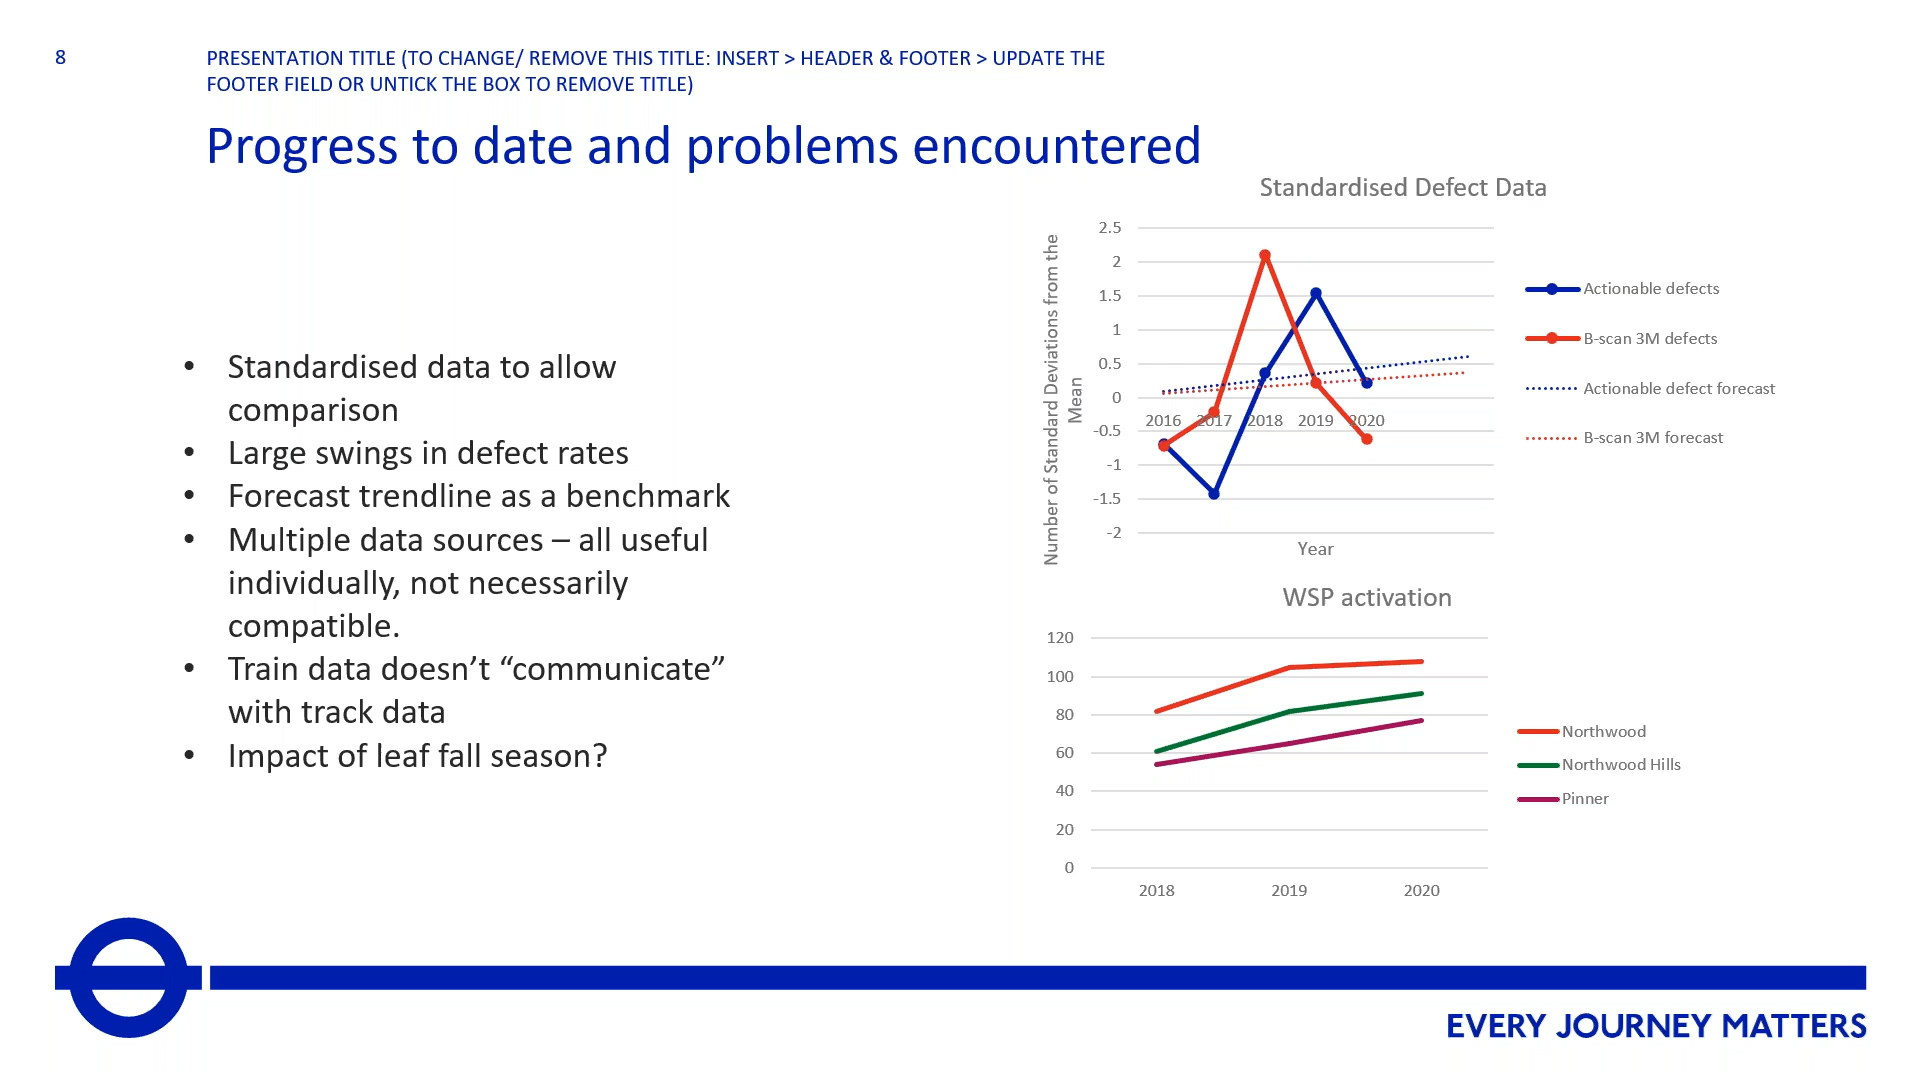 8
PRESENTATION TITLE (TO CHANGE/ REMOVE THIS TITLE: INSERT > HEADER & FOOTER > UPDATE THE
FOOTER FIELD OR UNTICK THE BOX TO REMOVE TITLE)
Progress to date and problems encountered
• Standardised data to allow
comparison
• Large swings in defect rates
• Forecast trendline as a benchmark
• Multiple data sources – all useful
individually, not necessarily
compatible.
• Train data doesn’t “communicate”
with track data
• Impact of leaf fall season?
Standardised Defect Data
Number of Standard Deviations from the
Mean
2.5
2
1.5
1
0.5
0
-0.5
-1
-1.5
-2
2016 2017 2018 2019 2020
Year
Actionable defects
B-scan 3M defects
Actionable defect forecast
B-scan 3M forecast
WSP activation
120
100
80
60
40
20
0
2018 2019 2020
Northwood
Northwood Hills
Pinner
EVERY JOURNEY MATTERS